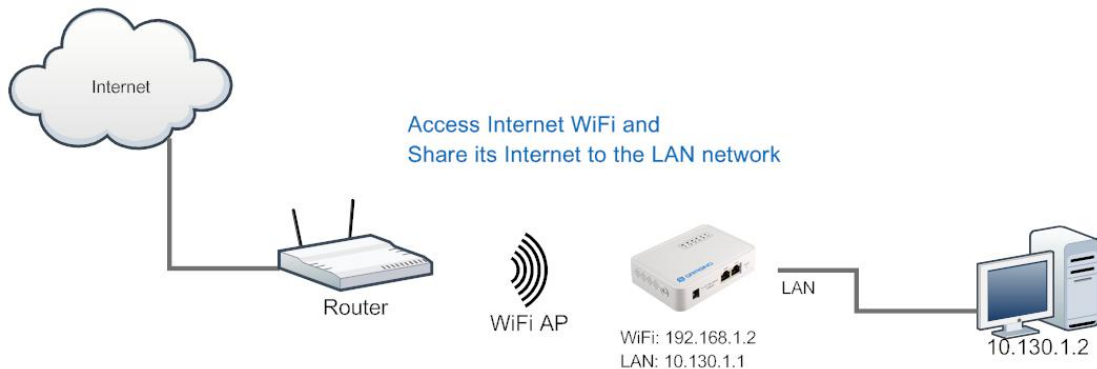 Internet
Access Internet WiFi and
Share its Internet to the LAN network
Router
WiFi AP
DRAGINO
WiFi: 192.168.1.2
LAN: 10.130.1.1
LAN
10.130.1.2